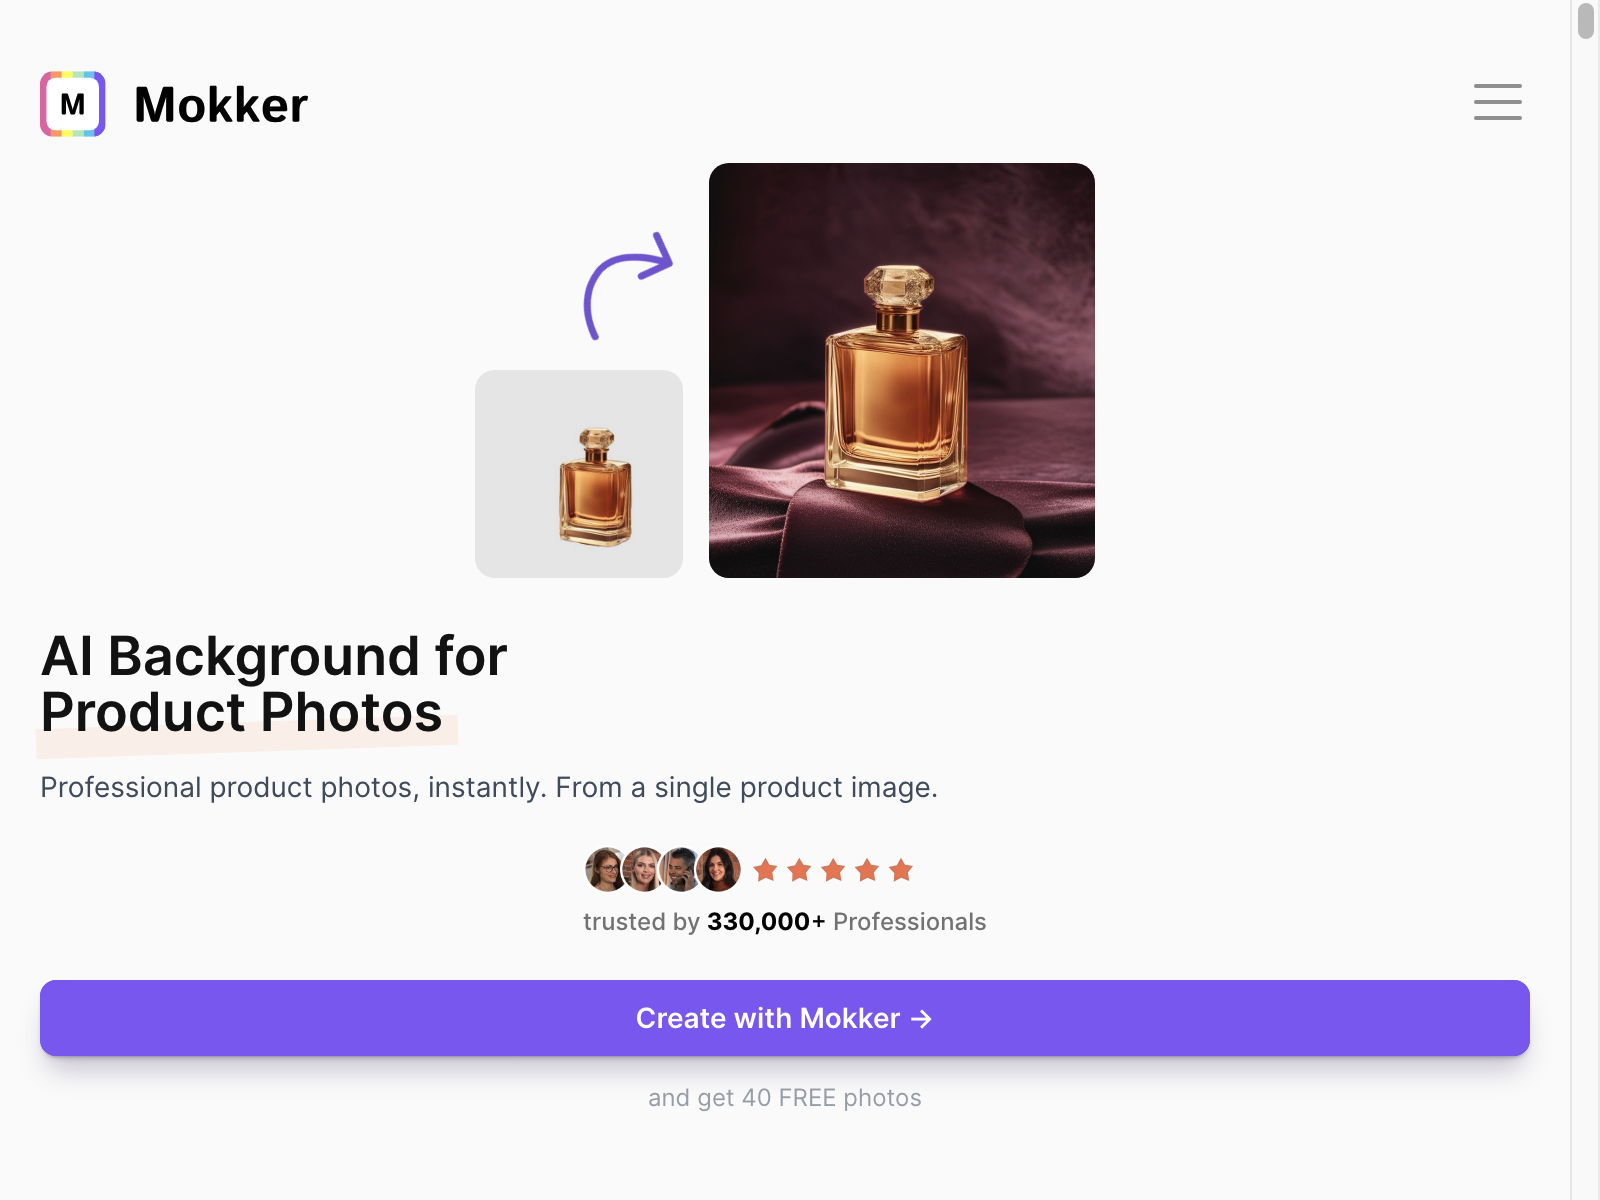 M
Mokker
AI Background for
Product Photos
Professional product photos, instantly. From a single product image.
trusted by 330,000+ Professionals
Create with Mokker →
and get 40 FREE photos